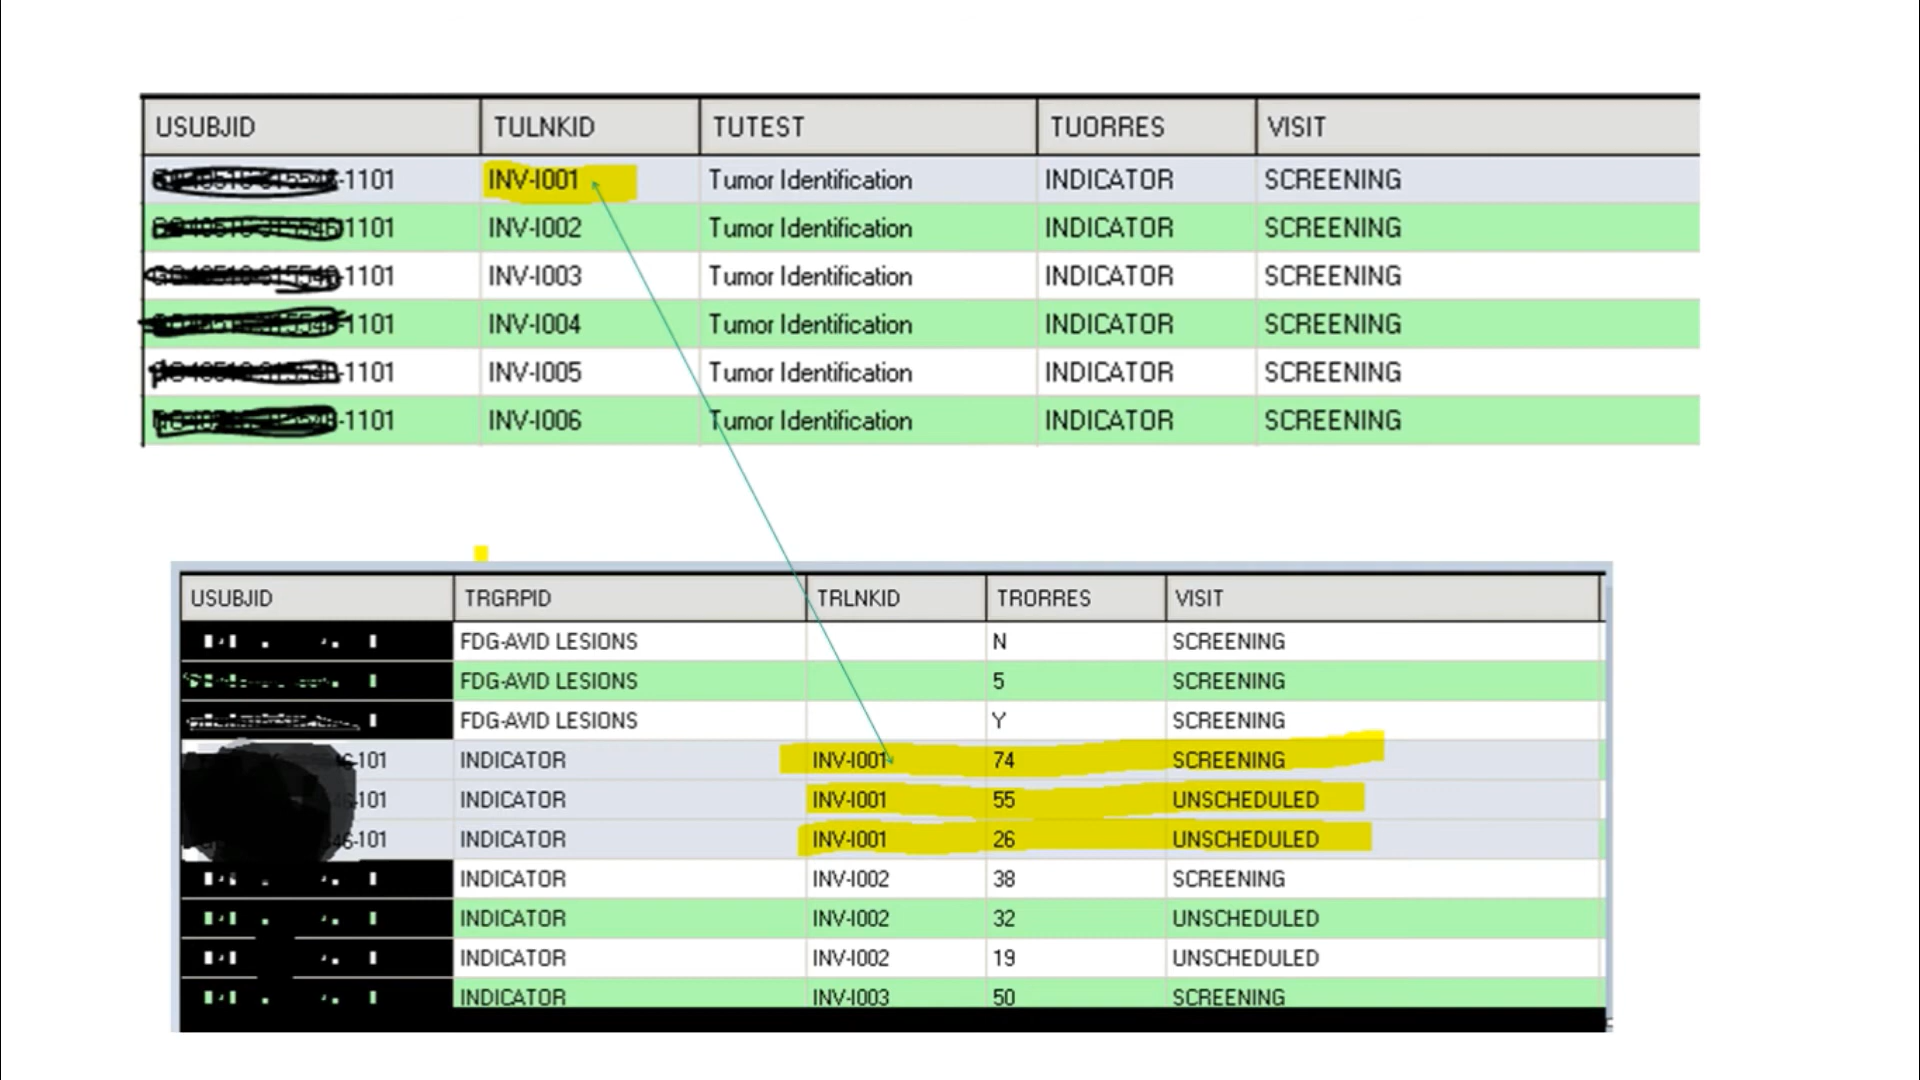 USUBJID TULNKID TUTEST TUORRES VISIT
-1101 INV-I001 Tumor Identification INDICATOR SCREENING
1101 INV-I002 Tumor Identification INDICATOR SCREENING
-1101 INV-I003 Tumor Identification INDICATOR SCREENING
-1101 INV-I004 Tumor Identification INDICATOR SCREENING
-1101 INV-I005 Tumor Identification INDICATOR SCREENING
-1101 INV-I006 Tumor Identification INDICATOR SCREENING
USUBJID TRGRPID TRLNKID TRORRES VISIT
FDG-AVID LESIONS N SCREENING
FDG-AVID LESIONS 5 SCREENING
FDG-AVID LESIONS Y SCREENING
-101 INDICATOR INV-I001 74 SCREENING
-101 INDICATOR INV-I001 55 UNSCHEDULED
46-101 INDICATOR INV-I001 26 UNSCHEDULED
INDICATOR INV-I002 38 SCREENING
INDICATOR INV-I002 32 UNSCHEDULED
INDICATOR INV-I002 19 UNSCHEDULED
INDICATOR INV-I003 50 SCREENING